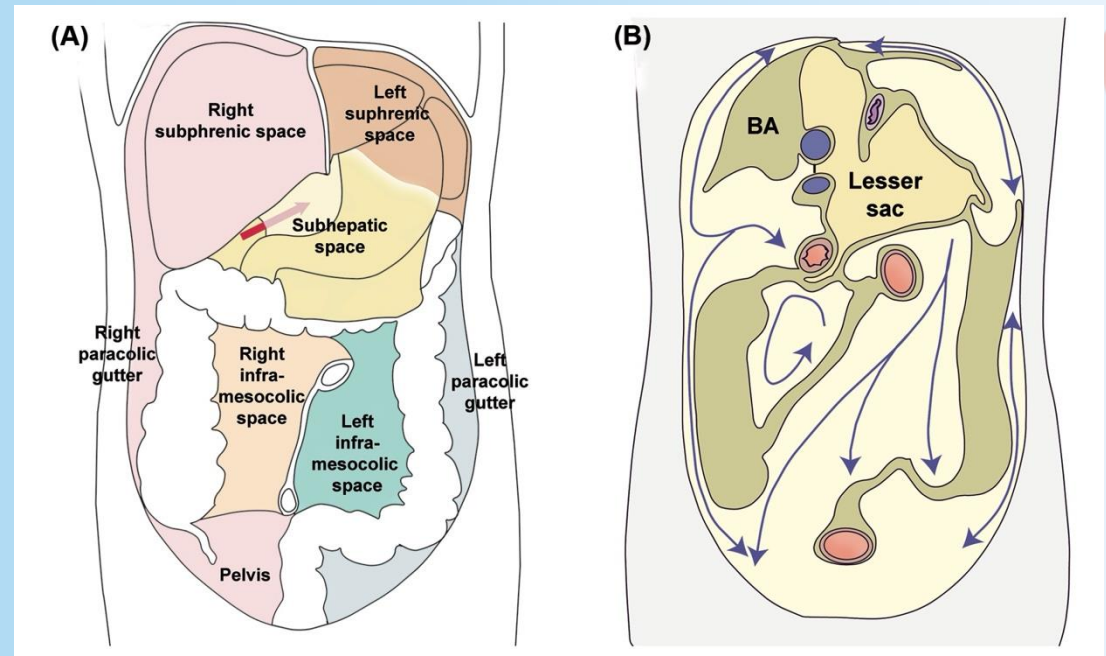 (A)
Right
subphrenic space
Left
suphrenic
space
Subhepatic
space
Right
paracolic
gutter
Right
infra-
mesocolic
space
Left
infra-
mesocolic
space
Left
paracolic
gutter
Pelvis
(B)
BA
Lesser
sac